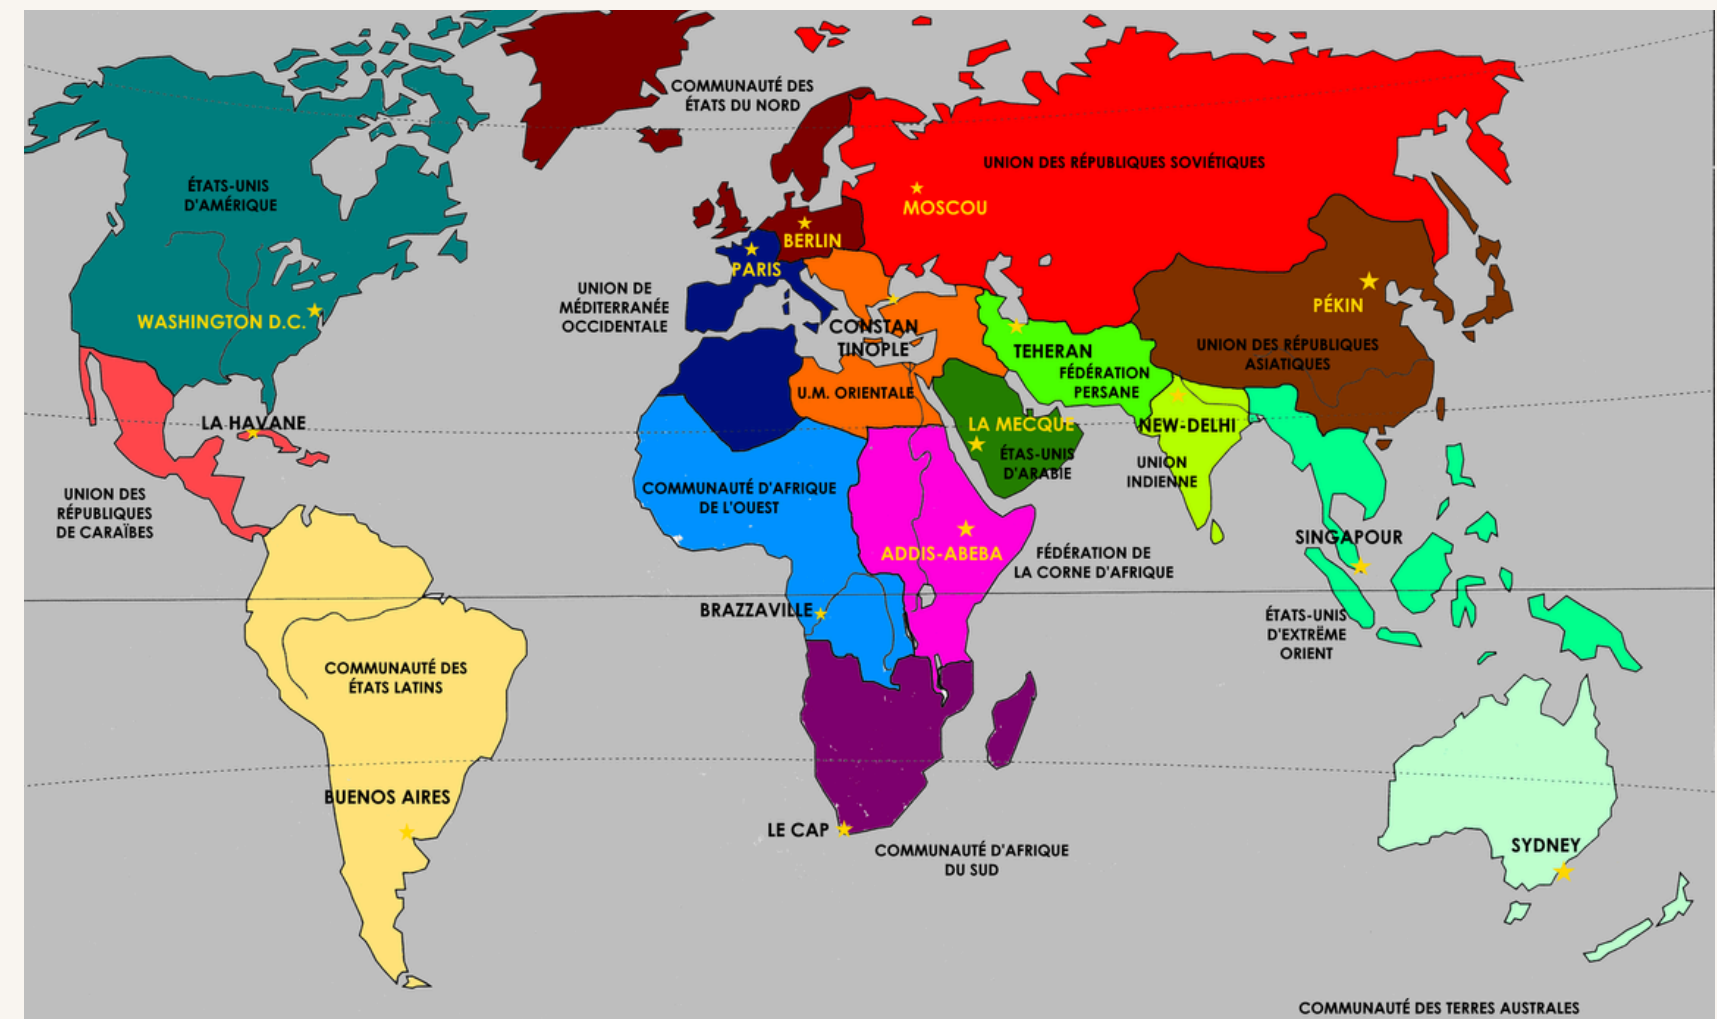 COMMUNAUTÉ DES
ÉTATS DU NORD
UNION DES RÉPUBLIQUES SOVIÉTIQUES
MOSCOU
ÉTATS-UNIS
D'AMÉRIQUE
BERLIN
PARIS
UNION DE
MÉDITERRANÉE
OCCIDENTALE
WASHINGTON D.C.
PÉKIN
CONSTAN
TINOPLE
TEHERAN
FÉDÉRATION
PERSANE
UNION DES RÉPUBLIQUES
ASIATIQUES
U.M. ORIENTALE
LA HAVANE
LA MECQUE
ÉTAS-UNIS
D'ARABIE
NEW-DELHI
UNION
INDIENNE
UNION DES
RÉPUBLIQUES
DE CARAÏBES
COMMUNAUTÉ D'AFRIQUE
DE L'OUEST
ADDIS-ABEBA
FÉDÉRATION DE
LA CORNE D'AFRIQUE
SINGAPOUR
BRAZZAVILLE
ÉTATS-UNIS
D'EXTRËME
ORIENT
COMMUNAUTÉ DES
ÉTATS LATINS
BUENOS AIRES
LE CAP
COMMUNAUTÉ D'AFRIQUE
DU SUD
SYDNEY
COMMUNAUTÉ DES TERRES AUSTRALES